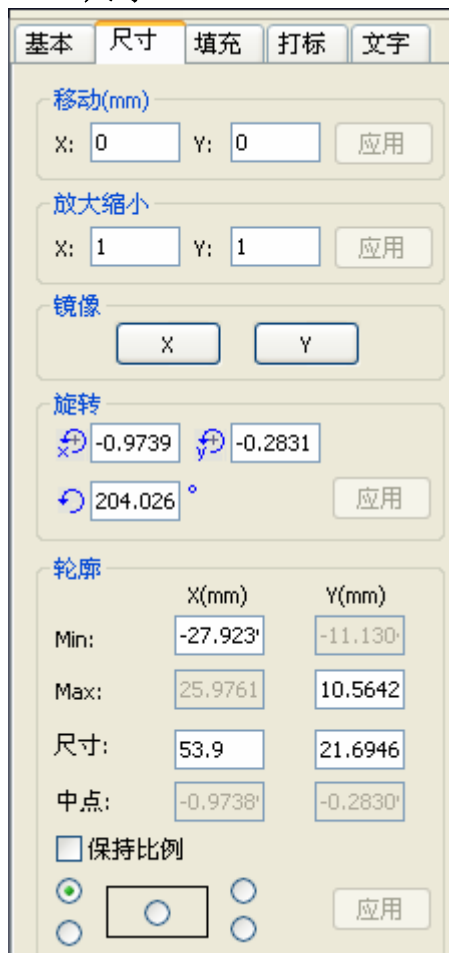 基本 尺寸 填充 打标 文字
移动(mm)
X: 0 Y: 0 应用
放大缩小
X: 1 Y: 1 应用
镜像
X Y
旋转
x -0.9739 y -0.2831
204.026 ° 应用
轮廓
X(mm) Y(mm)
Min: -27.923 -11.130
Max: 25.9761 10.5642
尺寸: 53.9 21.6946
中点: -0.9738 -0.2830
保持比例
应用